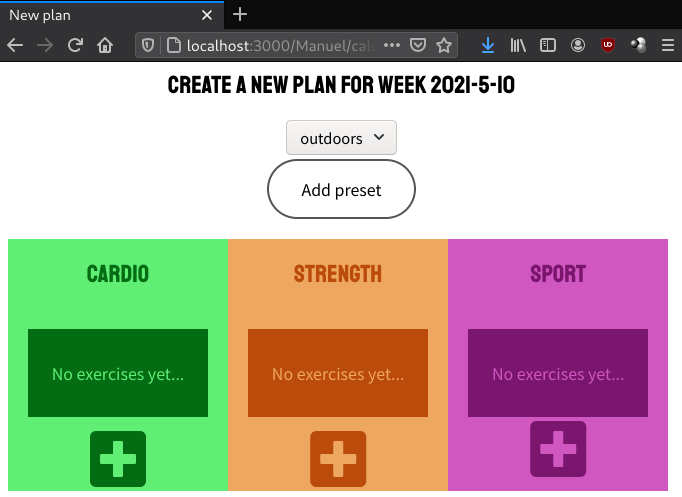 New plan
localhost:3000/Manuel/cal
CREATE A NEW PLAN FOR WEEK 2021-5-10
outdoors
Add preset
CARDIO STRENGTH SPORT
No exercises yet... No exercises yet... No exercises yet...